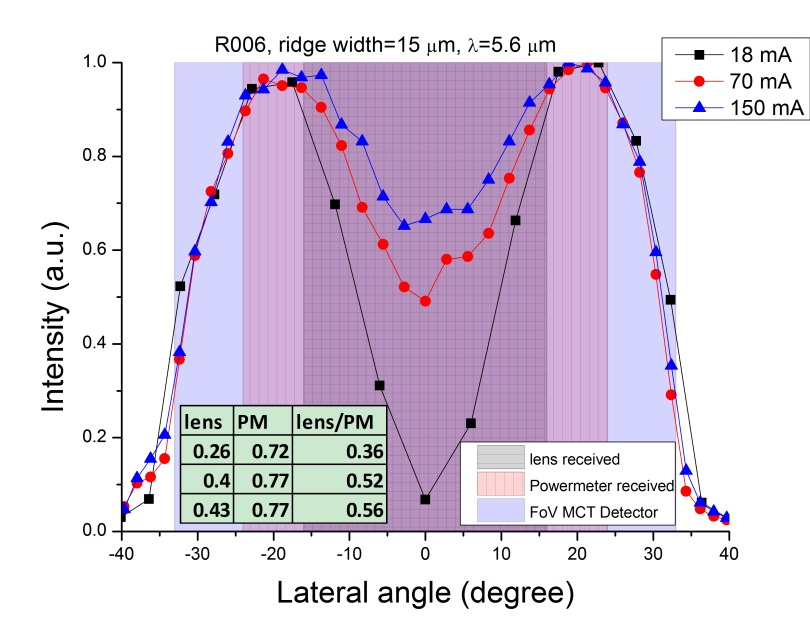 R006, ridge width=15 μm, λ=5.6 μm
18 mA
70 mA
150 mA
Intensity (a.u.)
1.0
0.8
0.6
0.4
0.2
0.0
lens PM lens/PM
0.26 0.72 0.36
0.4 0.77 0.52
0.43 0.77 0.56
lens received
Powermeter received
FoV MCT Detector
-40 -30 -20 -10 0 10 20 30 40
Lateral angle (degree)